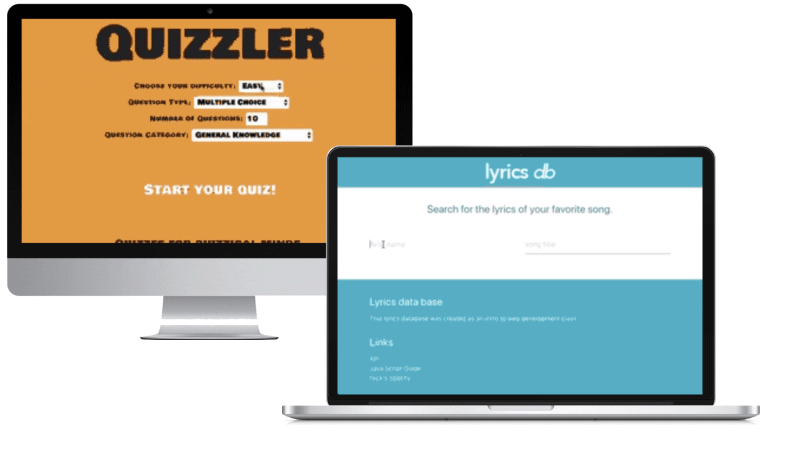 QUIZZLER
CHOOSE YOUR DIFFICULTY: EASY
QUESTION TYPE: MULTIPLE CHOICE
NUMBER OF QUESTIONS: 10
QUESTION CATEGORY: GENERAL KNOWLEDGE
START YOUR QUIZ!
QUIZZES FOR QUIZZICAL MINDS
lyrics db
Search for the lyrics of your favorite song.
name
song title
Lyrics data base
This lyrics database was created as an intro to web development class
Links
API
Java Script Guide